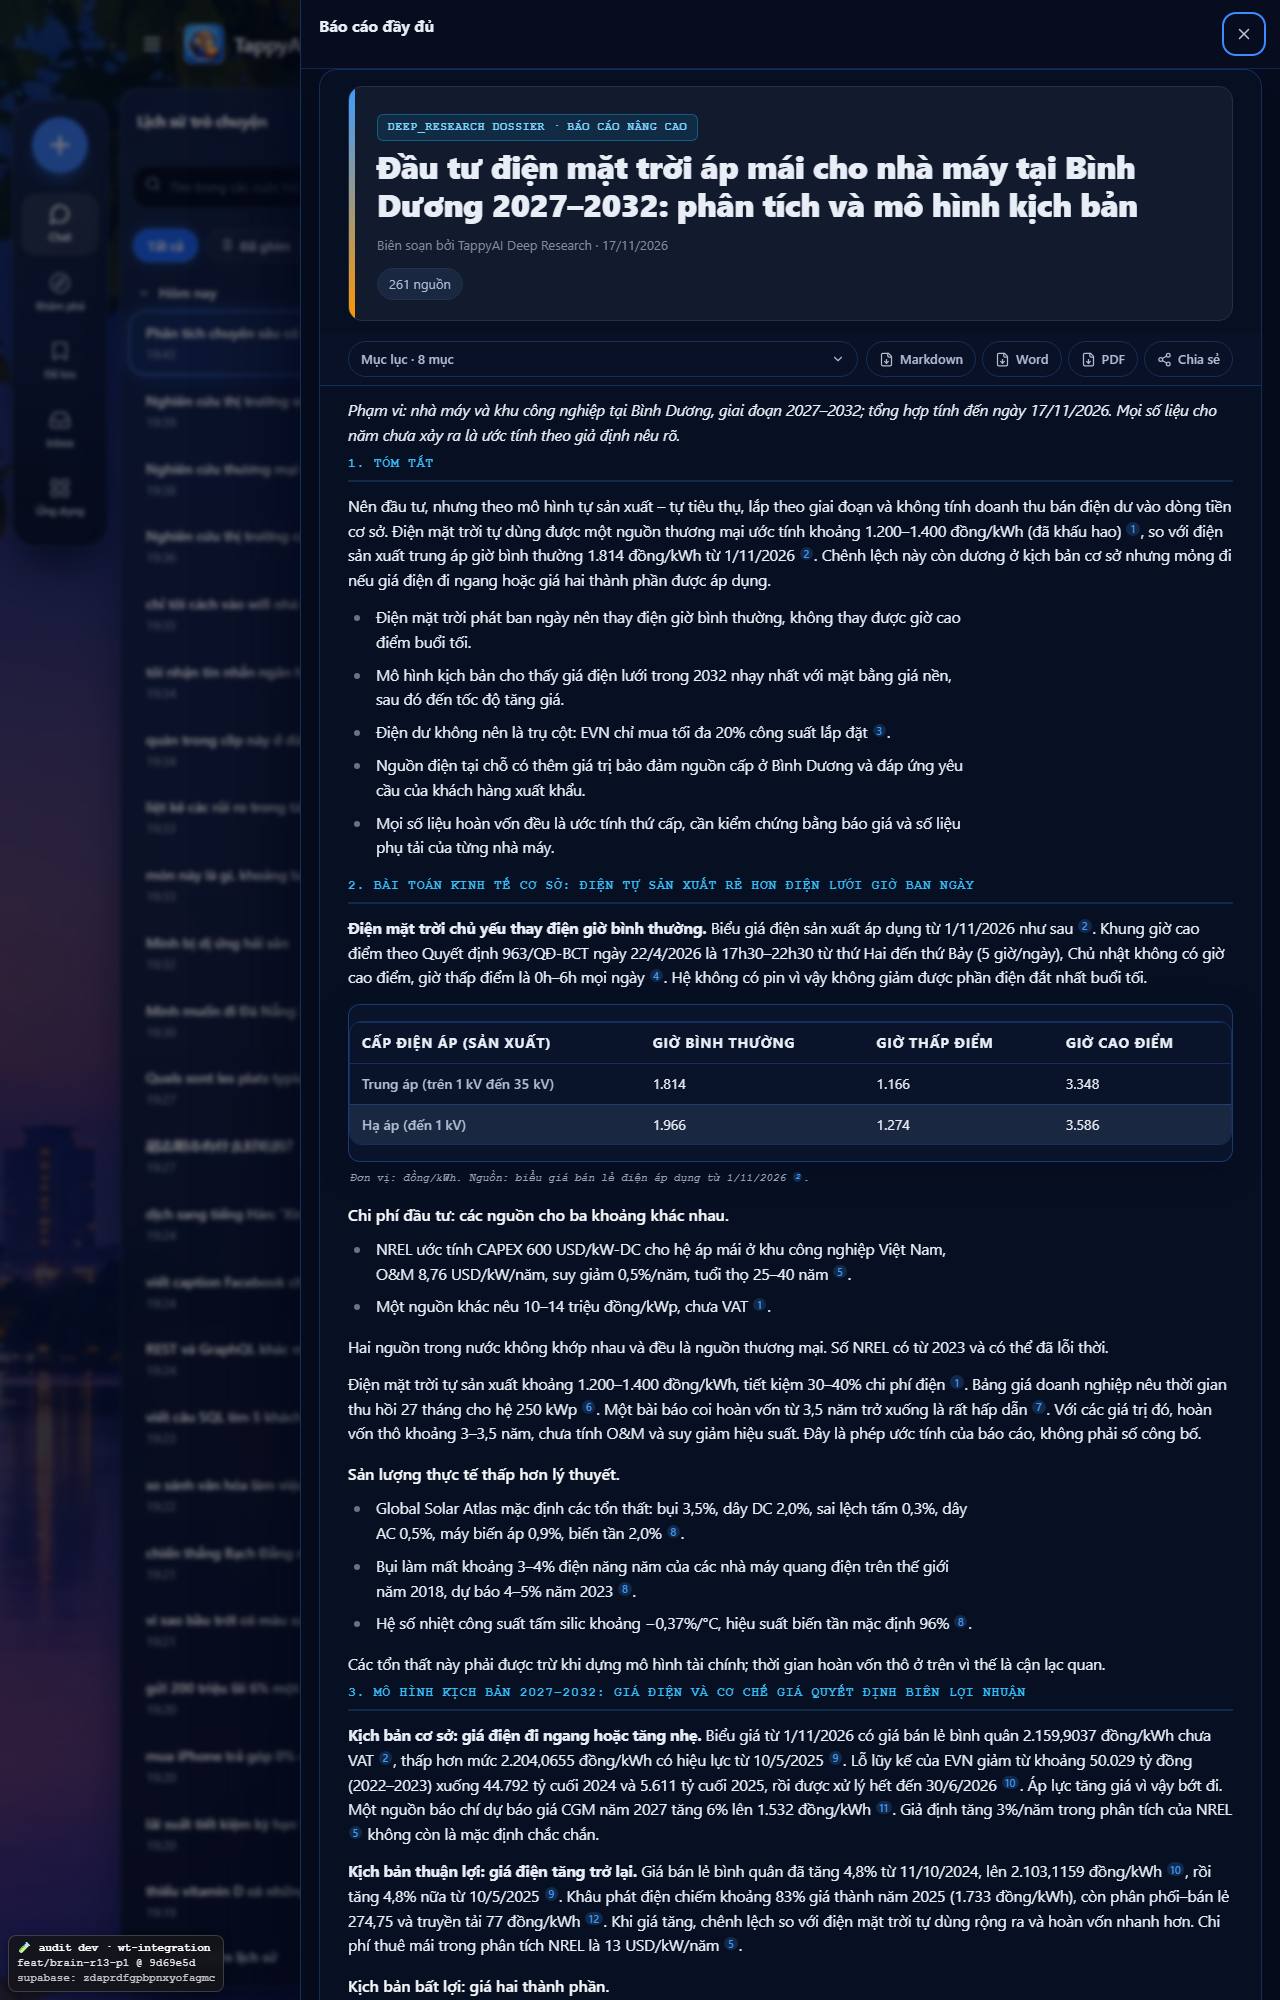 Báo cáo đầy đủ
TappyA
Lịch sử trò chuyện
Chat
Tất cả
Đã ghim
Khám phá
Hôm nay
Đã lưu
Inbox
Ứng dụng
DEEP_RESEARCH DOSSIER · BÁO CÁO NÂNG CAO
Đầu tư điện mặt trời áp mái cho nhà máy tại Bình
Dương 2027–2032: phân tích và mô hình kịch bản
Biên soạn bởi TappyAI Deep Research · 17/11/2026
261 nguồn
Mục lục · 8 mục
Markdown
Word
PDF
Chia sẻ
Phạm vi: nhà máy và khu công nghiệp tại Bình Dương, giai đoạn 2027–2032; tổng hợp tính đến ngày 17/11/2026. Mọi số liệu cho
năm chưa xảy ra là ước tính theo giả định nêu rõ.
1. TÓM TẮT
Nên đầu tư, nhưng theo mô hình tự sản xuất – tự tiêu thụ, lắp theo giai đoạn và không tính doanh thu bán điện dư vào dòng tiền
cơ sở. Điện mặt trời tự dùng được một nguồn thương mại ước tính khoảng 1.200–1.400 đồng/kWh (đã khấu hao) 1, so với điện
sản xuất trung áp giờ bình thường 1.814 đồng/kWh từ 1/11/2026 2. Chênh lệch này còn dương ở kịch bản cơ sở nhưng mỏng đi
nếu giá điện đi ngang hoặc giá hai thành phần được áp dụng.
• Điện mặt trời phát ban ngày nên thay điện giờ bình thường, không thay được giờ cao
điểm buổi tối.
• Mô hình kịch bản cho thấy giá điện lưới trong 2032 nhạy nhất với mặt bằng giá nền,
sau đó đến tốc độ tăng giá.
• Điện dư không nên là trụ cột: EVN chỉ mua tối đa 20% công suất lắp đặt 3.
• Nguồn điện tại chỗ có thêm giá trị bảo đảm nguồn cấp ở Bình Dương và đáp ứng yêu
cầu của khách hàng xuất khẩu.
• Mọi số liệu hoàn vốn đều là ước tính thứ cấp, cần kiểm chứng bằng báo giá và số liệu
phụ tải của từng nhà máy.
2. BÀI TOÁN KINH TẾ CƠ SỞ: ĐIỆN TỰ SẢN XUẤT RẺ HƠN ĐIỆN LƯỚI GIỜ BAN NGÀY
Điện mặt trời chủ yếu thay điện giờ bình thường. Biểu giá điện sản xuất áp dụng từ 1/11/2026 như sau 2. Khung giờ cao
điểm theo Quyết định 963/QĐ-BCT ngày 22/4/2026 là 17h30–22h30 từ thứ Hai đến thứ Bảy (5 giờ/ngày), Chủ nhật không có giờ
cao điểm, giờ thấp điểm là 0h–6h mọi ngày 4. Hệ không có pin vì vậy không giảm được phần điện đắt nhất buổi tối.
CẤP ĐIỆN ÁP (SẢN XUẤT) GIỜ BÌNH THƯỜNG GIỜ THẤP ĐIỂM GIỜ CAO ĐIỂM
Trung áp (trên 1 kV đến 35 kV) 1.814 1.166 3.348
Hạ áp (đến 1 kV) 1.966 1.274 3.586
Đơn vị: đồng/kWh. Nguồn: biểu giá bán lẻ điện áp dụng từ 1/11/2026 2.
Chi phí đầu tư: các nguồn cho ba khoảng khác nhau.
• NREL ước tính CAPEX 600 USD/kW-DC cho hệ áp mái ở khu công nghiệp Việt Nam,
O&M 8,76 USD/kW/năm, suy giảm 0,5%/năm, tuổi thọ 25–40 năm 5.
• Một nguồn khác nêu 10–14 triệu đồng/kWp, chưa VAT 1.
Hai nguồn trong nước không khớp nhau và đều là nguồn thương mại. Số NREL có từ 2023 và có thể đã lỗi thời.
Điện mặt trời tự sản xuất khoảng 1.200–1.400 đồng/kWh, tiết kiệm 30–40% chi phí điện 1. Bảng giá doanh nghiệp nêu thời gian
thu hồi 27 tháng cho hệ 250 kWp 6. Một bài báo coi hoàn vốn từ 3,5 năm trở xuống là rất hấp dẫn 7. Với các giá trị đó, hoàn
vốn thô khoảng 3–3,5 năm, chưa tính O&M và suy giảm hiệu suất. Đây là phép ước tính của báo cáo, không phải số công bố.
Sản lượng thực tế thấp hơn lý thuyết.
• Global Solar Atlas mặc định các tổn thất: bụi 3,5%, dây DC 2,0%, sai lệch tấm 0,3%, dây
AC 0,5%, máy biến áp 0,9%, biến tần 2,0% 8.
• Bụi làm mất khoảng 3–4% điện năng năm của các nhà máy quang điện trên thế giới
năm 2018, dự báo 4–5% năm 2023 8.
• Hệ số nhiệt công suất tấm silic khoảng −0,37%/°C, hiệu suất biến tần mặc định 96% 8.
Các tổn thất này phải được trừ khi dựng mô hình tài chính; thời gian hoàn vốn thô ở trên vì thế là cận lạc quan.
3. MÔ HÌNH KỊCH BẢN 2027–2032: GIÁ ĐIỆN VÀ CƠ CHẾ GIÁ QUYẾT ĐỊNH BIÊN LỢI NHUẬN
Kịch bản cơ sở: giá điện đi ngang hoặc tăng nhẹ. Biểu giá từ 1/11/2026 có giá bán lẻ bình quân 2.159,9037 đồng/kWh chưa
VAT 2, thấp hơn mức 2.204,0655 đồng/kWh có hiệu lực từ 10/5/2025 9. Lỗ lũy kế của EVN giảm từ khoảng 50.029 tỷ đồng
(2022–2023) xuống 44.792 tỷ cuối 2024 và 5.611 tỷ cuối 2025, rồi được xử lý hết đến 30/6/2026 10. Áp lực tăng giá vì vậy bớt đi.
Một nguồn báo chí dự báo giá CGM năm 2027 tăng 6% lên 1.532 đồng/kWh 11. Giả định tăng 3%/năm trong phân tích của NREL
5 không còn là mặc định chắc chắn.
Kịch bản thuận lợi: giá điện tăng trở lại. Giá bán lẻ bình quân đã tăng 4,8% từ 11/10/2024, lên 2.103,1159 đồng/kWh 10, rồi
tăng 4,8% nữa từ 10/5/2025 9. Khâu phát điện chiếm khoảng 83% giá thành năm 2025 (1.733 đồng/kWh), còn phân phối–bán lẻ
274,75 và truyền tải 77 đồng/kWh 12. Khi giá tăng, chênh lệch so với điện mặt trời tự dùng rộng ra và hoàn vốn nhanh hơn. Chi
phí thuê mái trong phân tích NREL là 13 USD/kW/năm 5.
Kịch bản bất lợi: giá hai thành phần.
audit dev · wt-integration
feat/brain-r13-p1 @ 9d69e5d
supabase: zdaprdfgpbpnxyofagmc